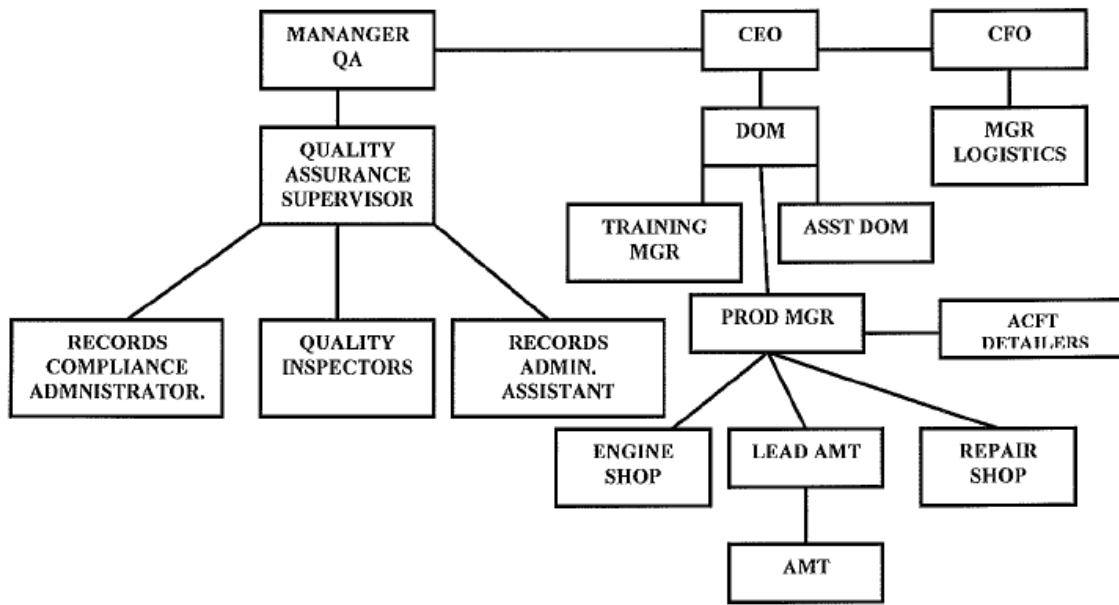 MANANGER
QA
CEO
CFO
QUALITY
ASSURANCE
SUPERVISOR
DOM
MGR
LOGISTICS
TRAINING
MGR
ASST DOM
RECORDS
COMPLIANCE
ADMNISTRATOR.
QUALITY
INSPECTORS
RECORDS
ADMIN.
ASSISTANT
PROD MGR
ACFT
DETAILERS
ENGINE
SHOP
LEAD AMT
REPAIR
SHOP
AMT